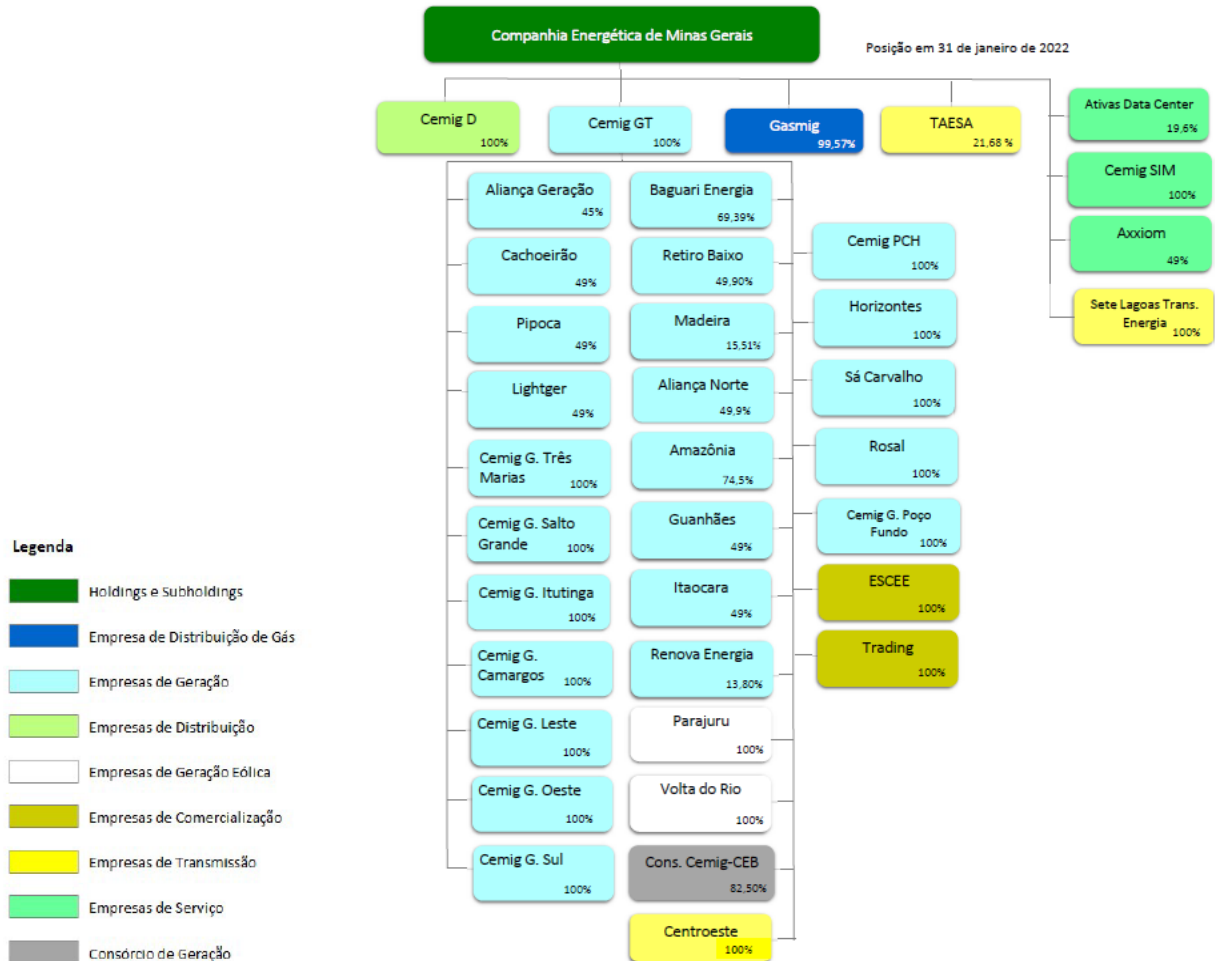 Companhia Energética de Minas Gerais
Posição em 31 de janeiro de 2022
Cemig D
100%
Cemig GT
100%
Gasmig
99,57%
TAESA
21,68 %
Ativas Data Center
19,6%
Cemig SIM
100%
Axxiom
49%
Sete Lagoas Trans.
Energia
100%
Aliança Geração
45%
Cachoeirão
49%
Pipoca
49%
Lightger
49%
Cemig G. Três
Marias
100%
Cemig G. Salto
Grande
100%
Cemig G. Itutinga
100%
Cemig G.
Camargos
100%
Cemig G. Leste
100%
Cemig G. Oeste
100%
Cemig G. Sul
100%
Baguari Energia
69,39%
Retiro Baixo
49,90%
Madeira
15,51%
Aliança Norte
49,9%
Amazônia
74,5%
Guanhães
49%
Itaocara
49%
Renova Energia
13,80%
Parajuru
100%
Volta do Rio
100%
Cons. Cemig-CEB
82,50%
Centroeste
100%
Cemig PCH
100%
Horizontes
100%
Sá Carvalho
100%
Rosal
100%
Cemig G. Poço
Fundo
100%
ESCEE
100%
Trading
100%
Legenda
Holdings e Subholdings
Empresa de Distribuição de Gás
Empresas de Geração
Empresas de Distribuição
Empresas de Geração Eólica
Empresas de Comercialização
Empresas de Transmissão
Empresas de Serviço
Consórcio de Geração